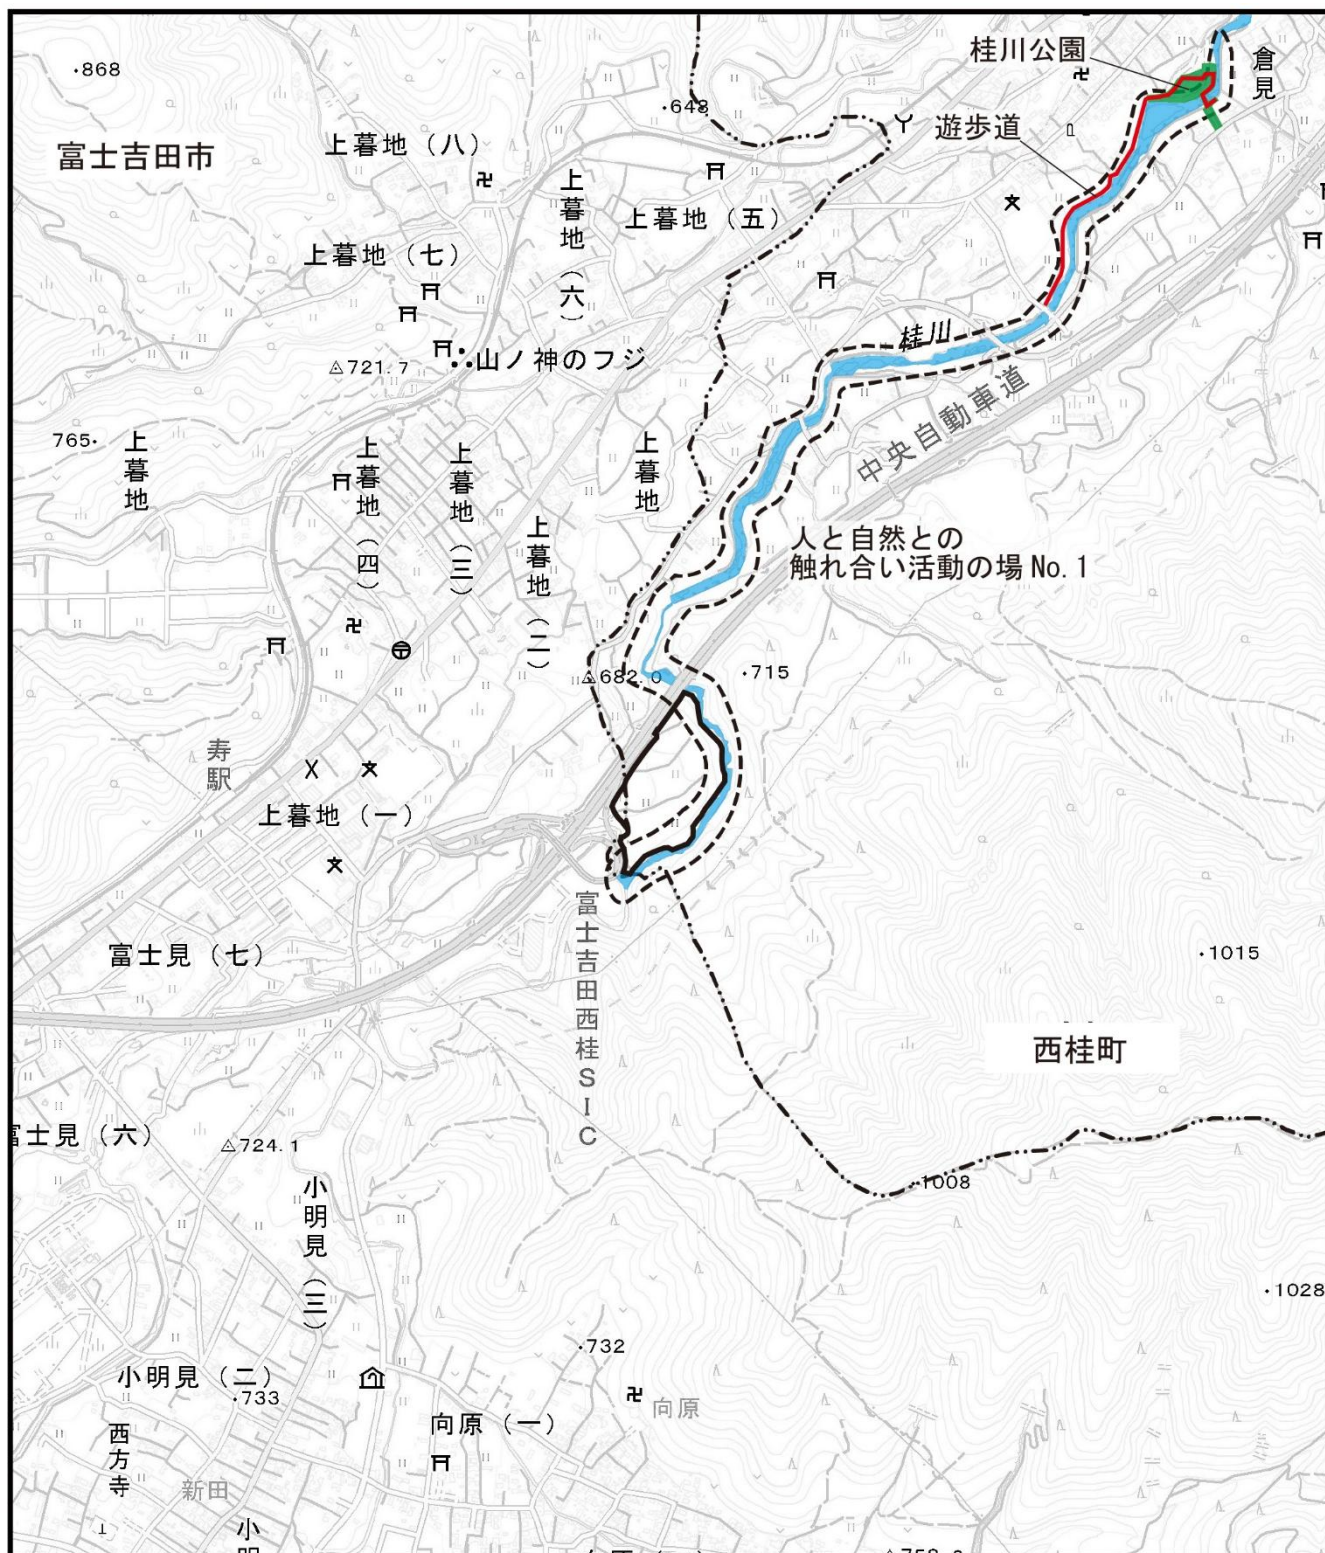 桂川公園
倉見
・868
・648
遊歩道
富士吉田市
上暮地（八）
上暮地（六）
上暮地（五）
上暮地（七）
桂川
山ノ神のフジ
721.7
中央自動車道
765・
上暮地
上暮地（四）
上暮地（三）
上暮地（二）
上暮地
人と自然との
触れ合い活動の場 No. 1
682.0
・715
寿駅
上暮地（一）
富士吉田西桂SIC
富士見（七）
・1015
西桂町
富士見（六）
724.1
・1008
小明見（三）
・1028
・732
小明見（二）
・733
向原
向原（一）
西方寺
新田